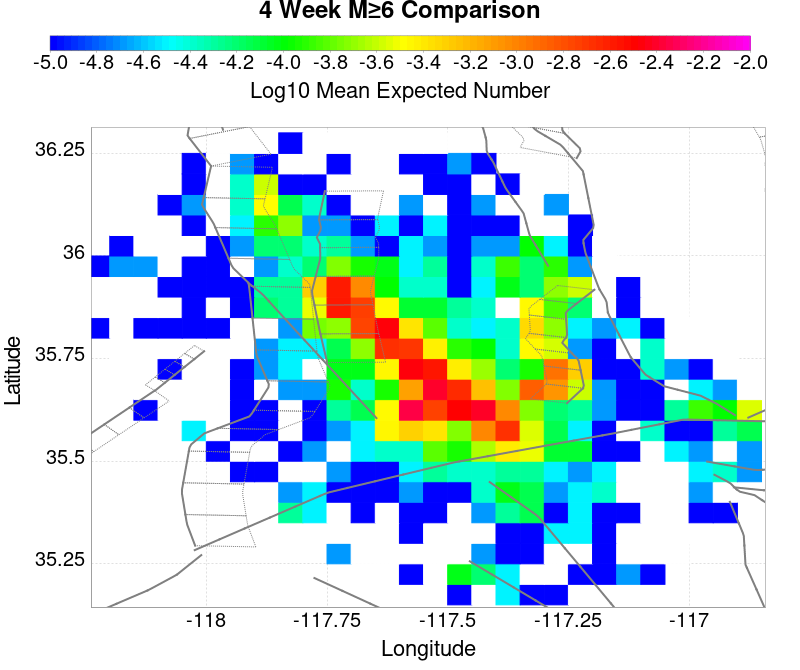 4 Week M≥6 Comparison
-5.0 -4.8 -4.6 -4.4 -4.2 -4.0 -3.8 -3.6 -3.4 -3.2 -3.0 -2.8 -2.6 -2.4 -2.2 -2.0
Log10 Mean Expected Number
36.25
36
35.75
35.5
35.25
Latitude
-118 -117.75 -117.5 -117.25 -117
Longitude